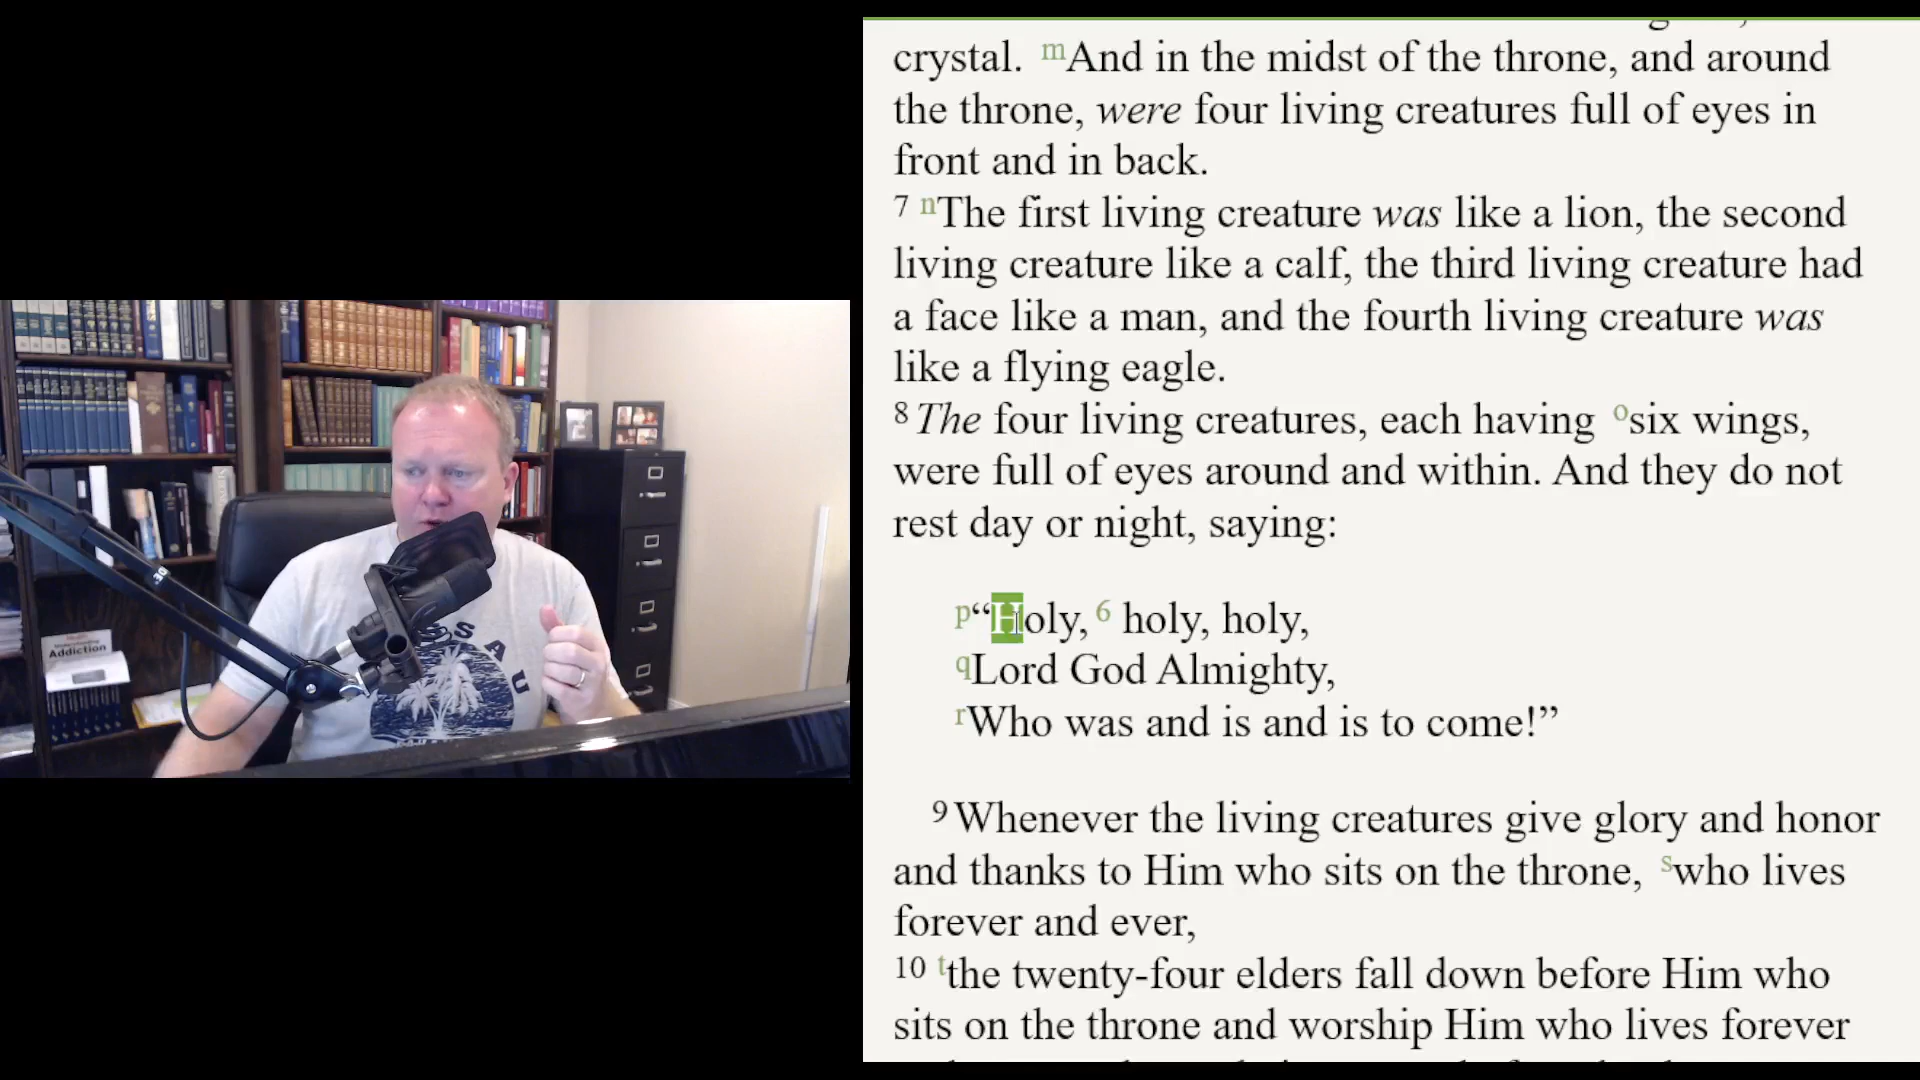 crystal. mAnd in the midst of the throne, and around
the throne, were four living creatures full of eyes in
front and in back.
7 nThe first living creature was like a lion, the second
living creature like a calf, the third living creature had
a face like a man, and the fourth living creature was
like a flying eagle.
8 The four living creatures, each having osix wings,
were full of eyes around and within. And they do not
rest day or night, saying:
p“Holy, 6 holy, holy,
qLord God Almighty,
rWho was and is and is to come!”
9 Whenever the living creatures give glory and honor
and thanks to Him who sits on the throne, swho lives
forever and ever,
10 tthe twenty-four elders fall down before Him who
sits on the throne and worship Him who lives forever
Addiction
SSAU